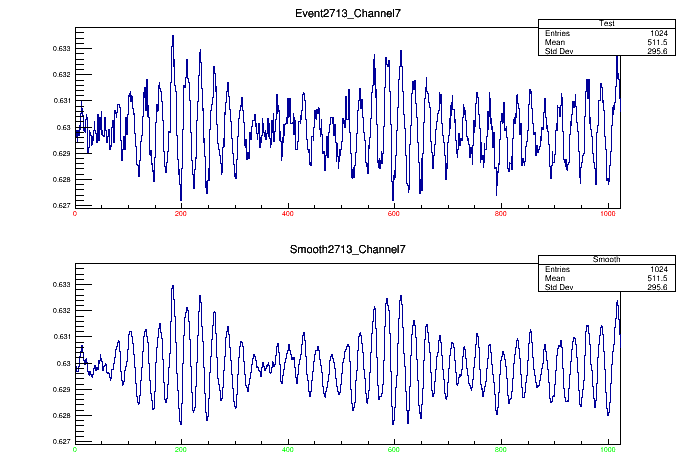 Event2713_Channel7
Test
Entries 1024
Mean 511.5
Std Dev 295.6
0.633
0.632
0.631
0.63
0.629
0.628
0.627
0 200 400 600 800 1000
Smooth2713_Channel7
Smooth
Entries 1024
Mean 511.5
Std Dev 295.6
0.633
0.632
0.631
0.63
0.629
0.628
0.627
0 200 400 600 800 1000